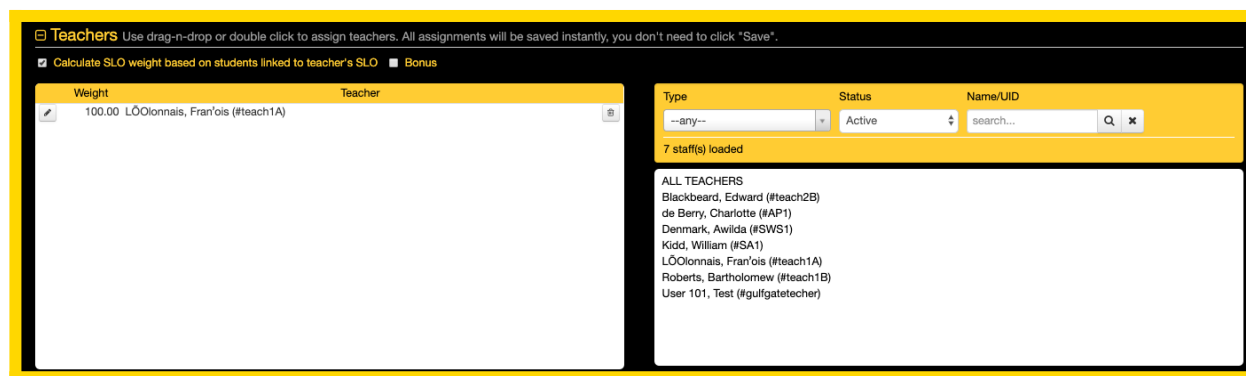 Teachers Use drag-n-drop or double click to assign teachers. All assignments will be saved instantly, you don't need to click "Save".
Calculate SLO weight based on students linked to teacher's SLO Bonus
Weight Teacher
100.00 LÕOlonnais, Fran'ois (#teach1A)
Type Status Name/UID
--any-- Active search...
7 staff(s) loaded
ALL TEACHERS
Blackbeard, Edward (#teach2B)
de Berry, Charlotte (#AP1)
Denmark, Awilda (#SWS1)
Kidd, William (#SA1)
LÕOlonnais, Fran'ois (#teach1A)
Roberts, Bartholomew (#teach1B)
User 101, Test (#gulfgatetecher)